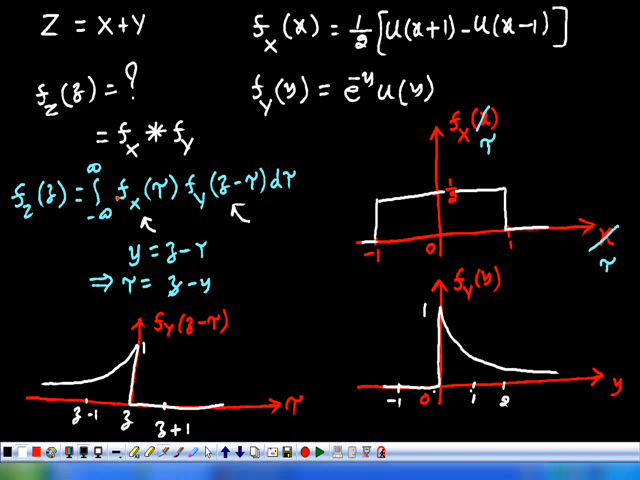 Z = X+Y
f_X(x) = 1/2 [u(x+1) - u(x-1)]
f_Z(z) = ?
f_Y(y) = e^-y u(y)
= f_X * f_Y
f_X(x) τ
f_Z(z) = ∫_-∞^∞ f_X(τ) f_Y(z-τ) dτ
1/2
y = z-τ
-1 0 1 x τ
⇒ τ = z-y
f_Y(y)
f_Y(z-τ)
1
1
z-1 z z+1 τ
-1 0 1 2 y